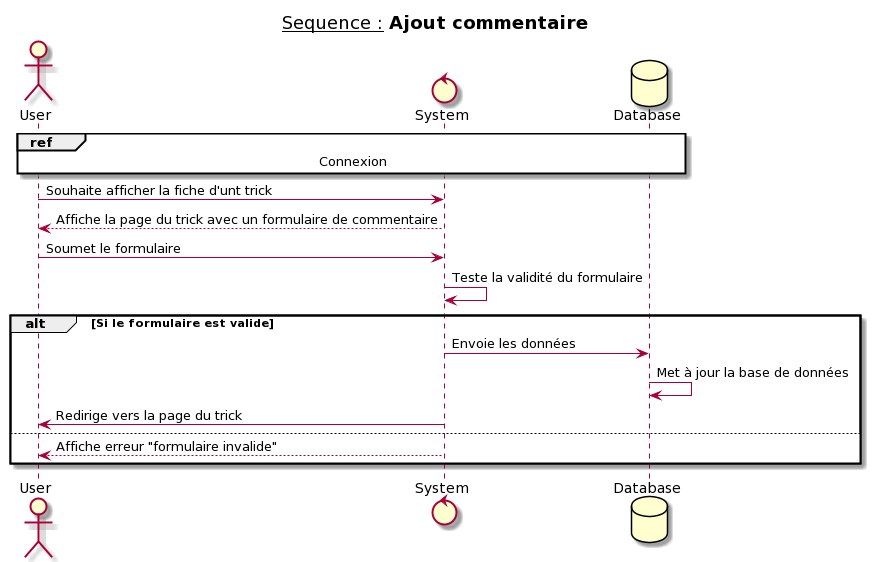 Sequence : Ajout commentaire
User System Database
ref
Connexion
Souhaite afficher la fiche d'unt trick
Affiche la page du trick avec un formulaire de commentaire
Soumet le formulaire
Teste la validité du formulaire
alt [Si le formulaire est valide]
Envoie les données
Met à jour la base de données
Redirige vers la page du trick
Affiche erreur "formulaire invalide"
User System Database